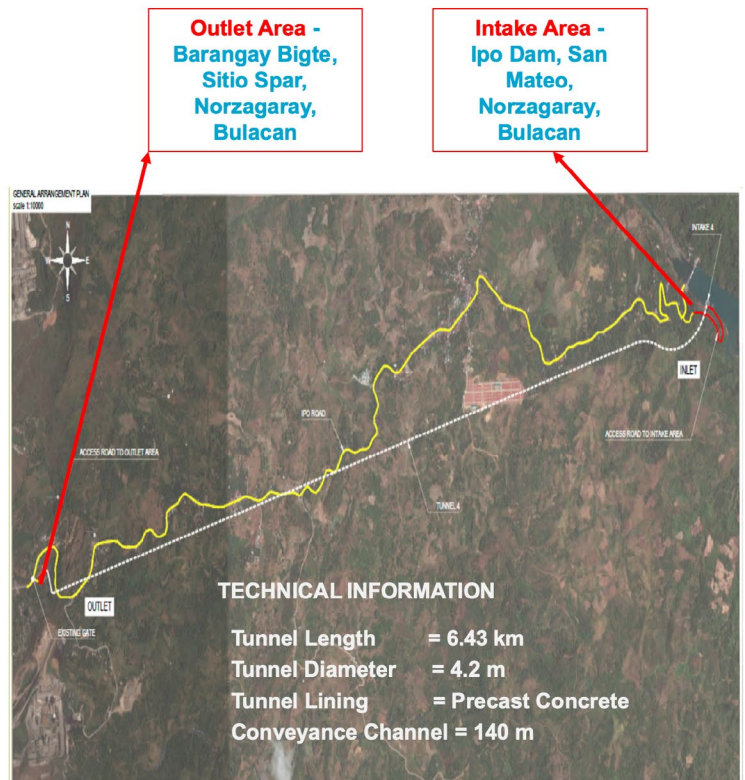 Outlet Area -
Barangay Bigte,
Sitio Spar,
Norzagaray,
Bulacan
Intake Area -
Ipo Dam, San
Mateo,
Norzagaray,
Bulacan
GENERAL ARRANGEMENT PLAN
scale 1:10000
N
W
E
S
INTAKE 4
INLET
ACCESS ROAD TO INTAKE AREA
IPO ROAD
ACCESS ROAD TO OUTLET AREA
TUNNEL 4
OUTLET
EXISTING GATE
TECHNICAL INFORMATION
Tunnel Length = 6.43 km
Tunnel Diameter = 4.2 m
Tunnel Lining = Precast Concrete
Conveyance Channel = 140 m